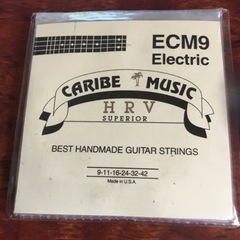 ECM9
Electric
CARIBE MUSIC
HRV
SUPERIOR
BEST HANDMADE GUITAR STRINGS
9-11-16-24-32-42
Made in U.S.A